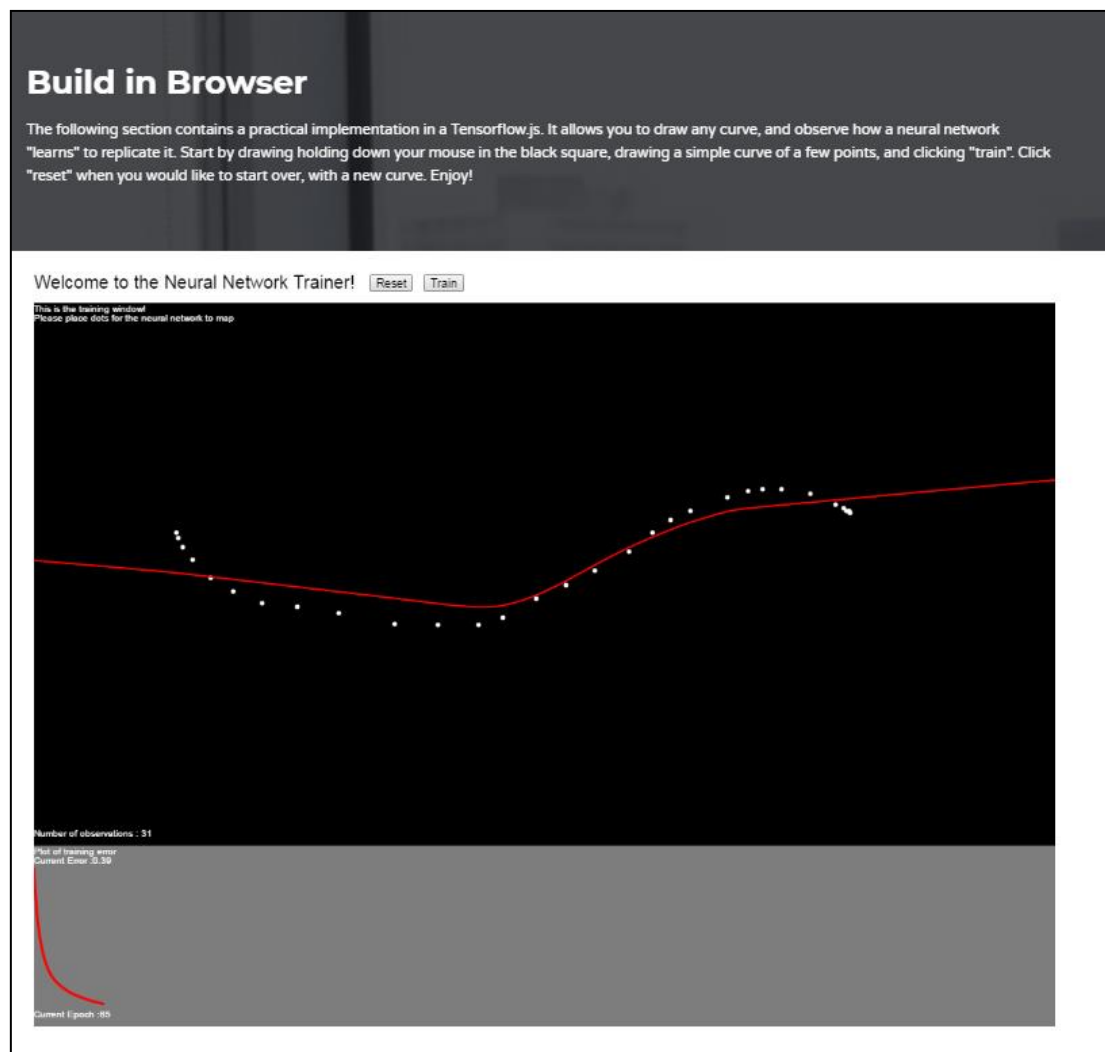 Build in Browser
The following section contains a practical implementation in a Tensorflow.js. It allows you to draw any curve, and observe how a neural network
"learns" to replicate it. Start by drawing holding down your mouse in the black square, drawing a simple curve of a few points, and clicking "train". Click
"reset" when you would like to start over, with a new curve. Enjoy!
Welcome to the Neural Network Trainer! Reset Train
This is the training window!
Please place dots for the neural network to map
Number of observations : 31
Plot of training error
Current Error :0.39
Current Epoch :65